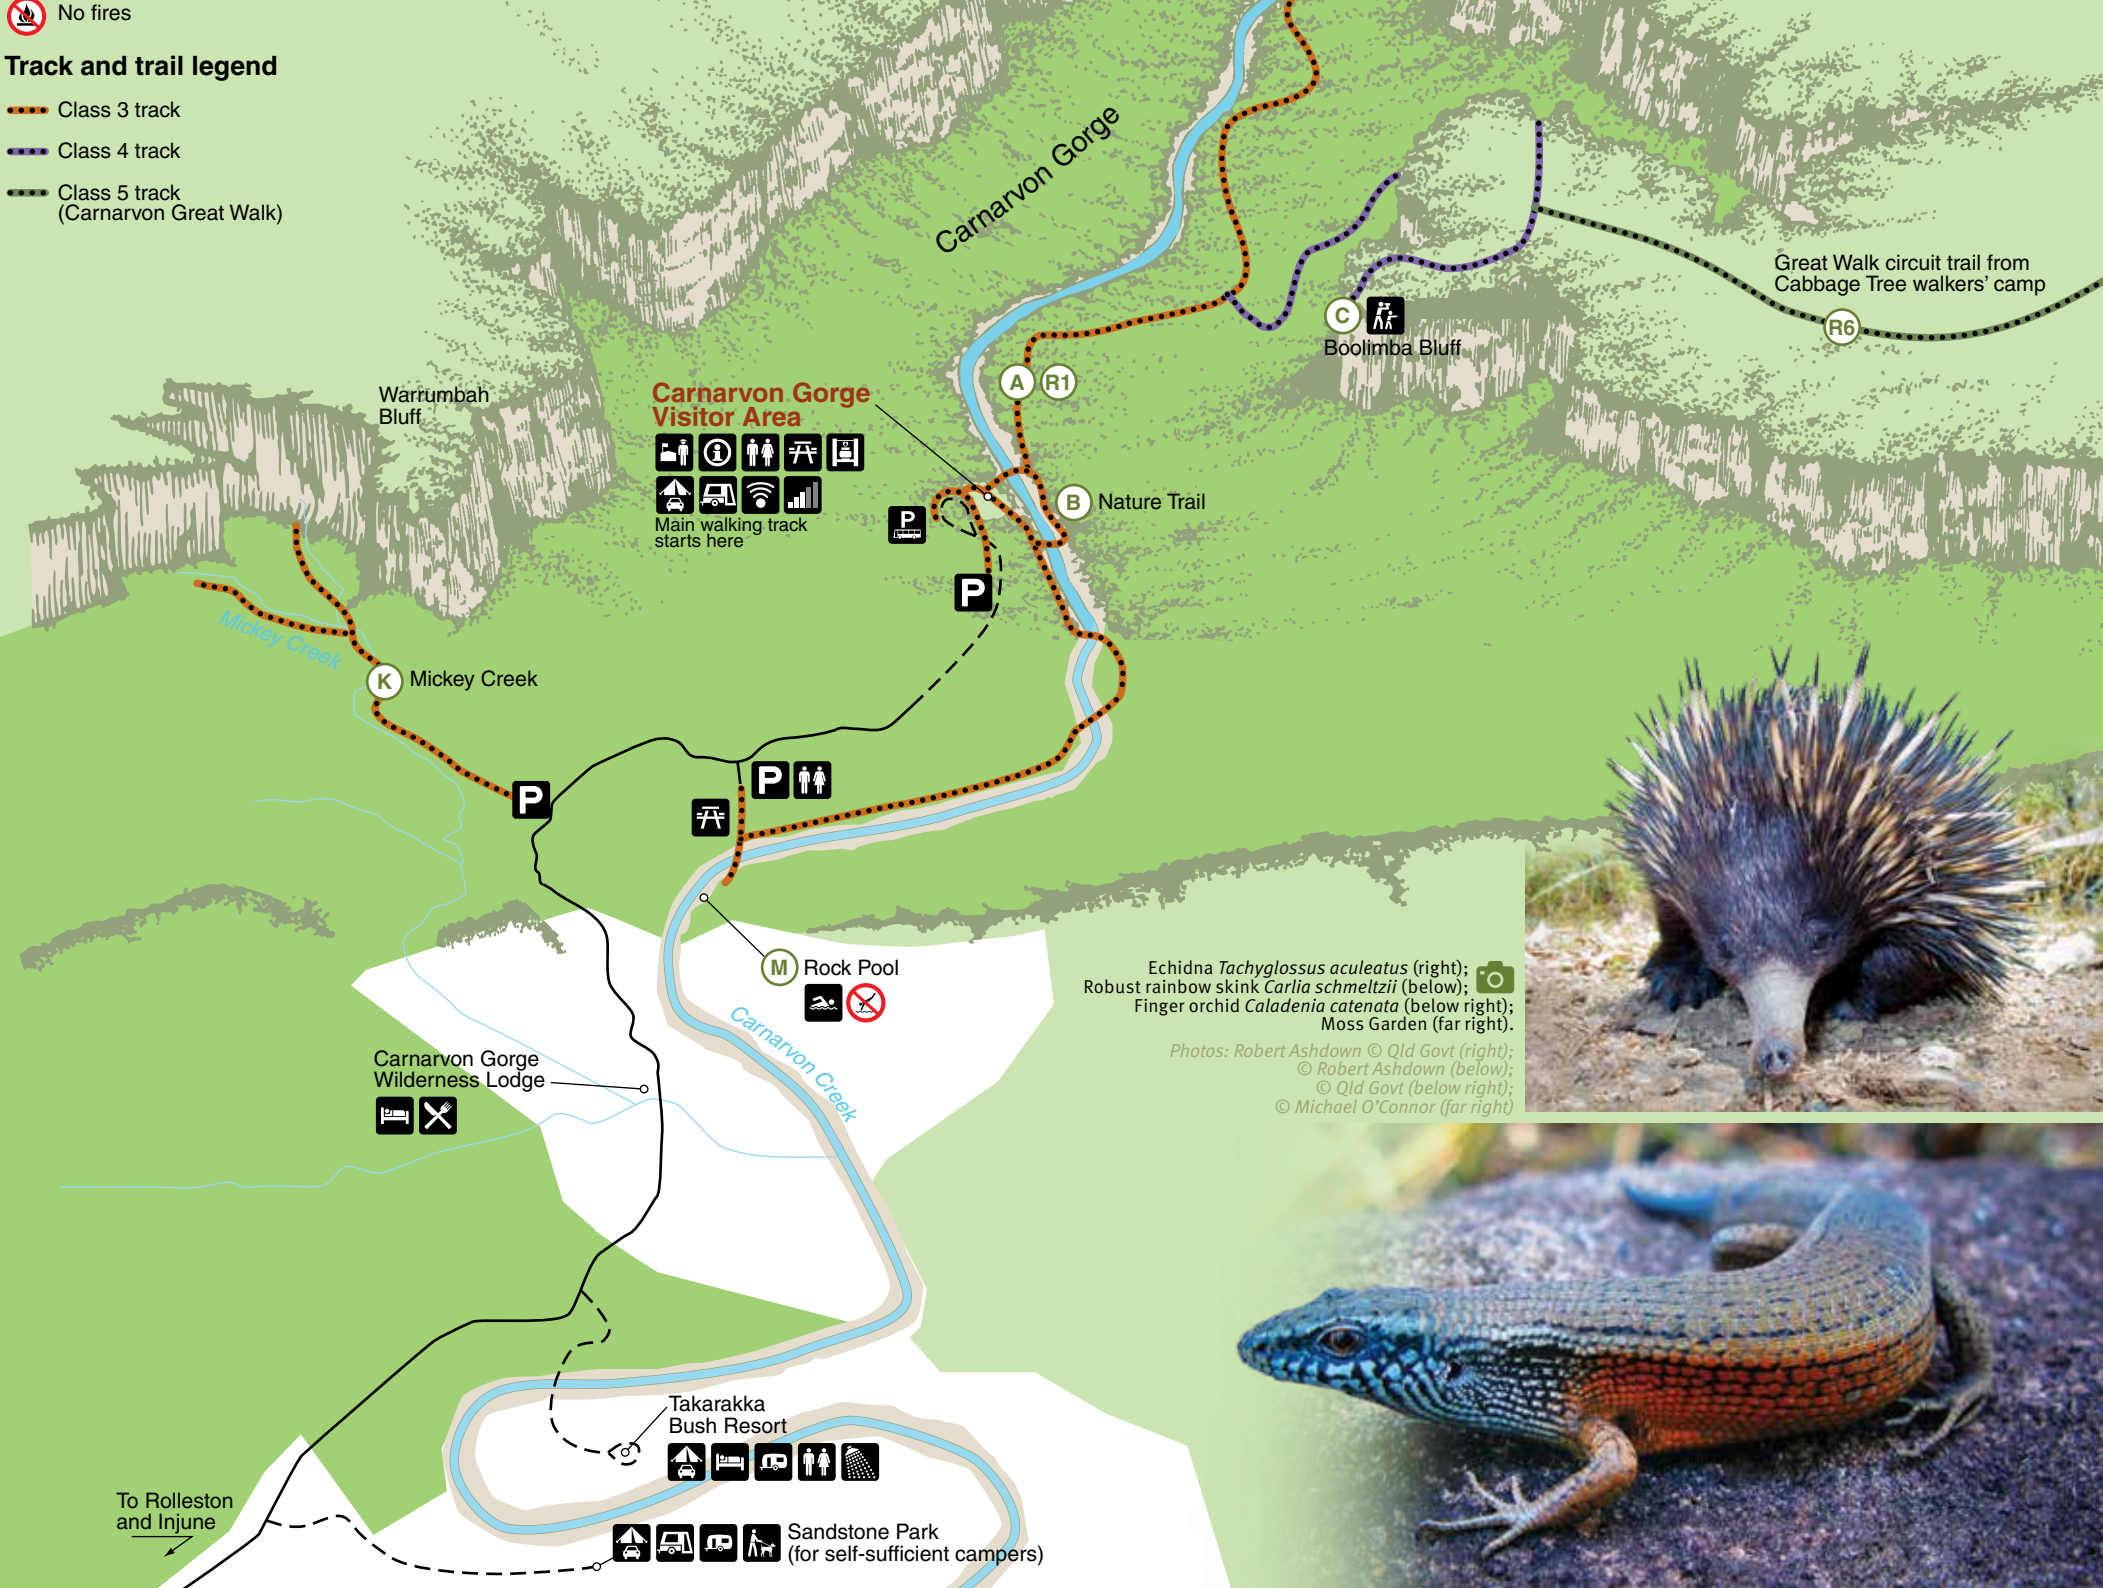 No fires
Track and trail legend
Class 3 track
Class 4 track
Class 5 track
(Carnarvon Great Walk)
Carnarvon Gorge
Great Walk circuit trail from
Cabbage Tree walkers' camp
R6
C
Boolimba Bluff
Warrumbah
Bluff
Carnarvon Gorge
Visitor Area
Main walking track
starts here
A
R1
B
Nature Trail
P
P
Mickey Creek
K
Mickey Creek
P
P
M
Rock Pool
Carnarvon Creek
Carnarvon Gorge
Wilderness Lodge
Echidna Tachyglossus aculeatus (right);
Robust rainbow skink Carlia schmeltzii (below);
Finger orchid Caladenia catenata (below right);
Moss Garden (far right).
Photos: Robert Ashdown © Qld Govt (right);
© Robert Ashdown (below);
© Qld Govt (below right);
© Michael O'Connor (far right)
Takarakka
Bush Resort
To Rolleston
and Injune
Sandstone Park
(for self-sufficient campers)